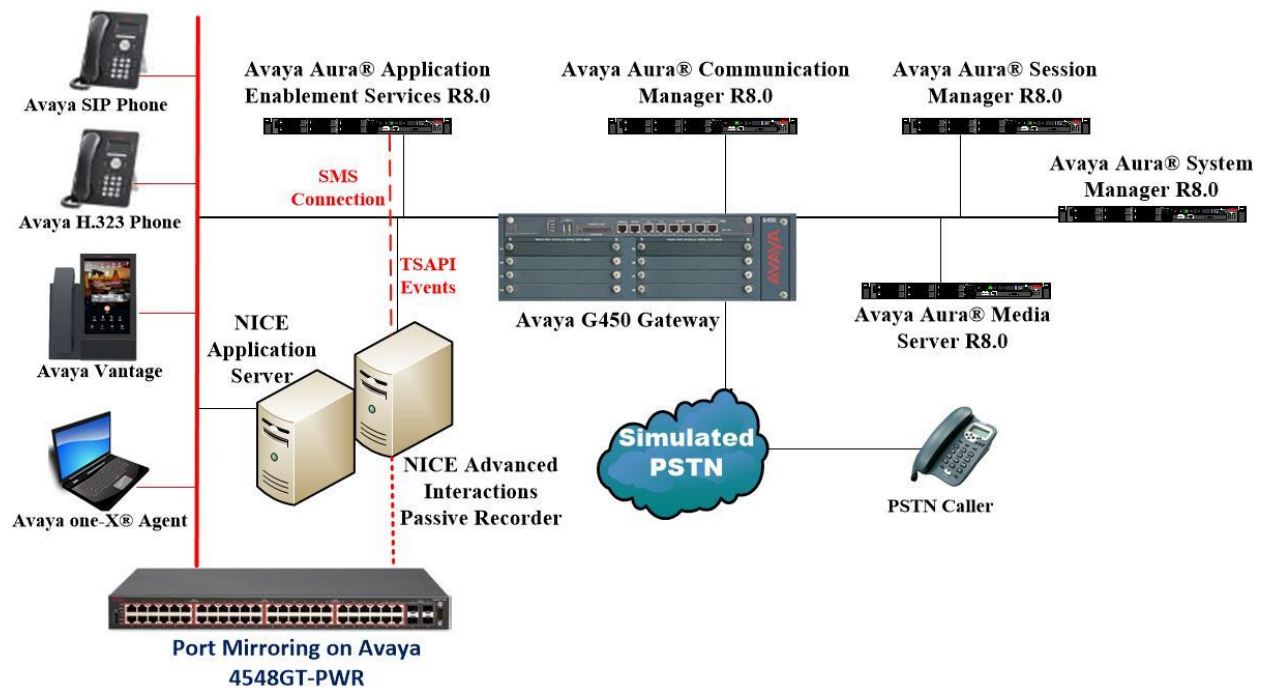 Avaya SIP Phone
Avaya H.323 Phone
Avaya Vantage
Avaya one-X® Agent
Avaya Aura® Application
Enablement Services R8.0
Avaya Aura® Communication
Manager R8.0
Avaya Aura® Session
Manager R8.0
Avaya Aura® System
Manager R8.0
SMS
Connection
TSAPI
Events
G450
AVAYA
Avaya G450 Gateway
Avaya Aura® Media
Server R8.0
NICE
Application
Server
NICE Advanced
Interactions
Passive Recorder
Simulated
PSTN
PSTN Caller
Port Mirroring on Avaya
4548GT-PWR